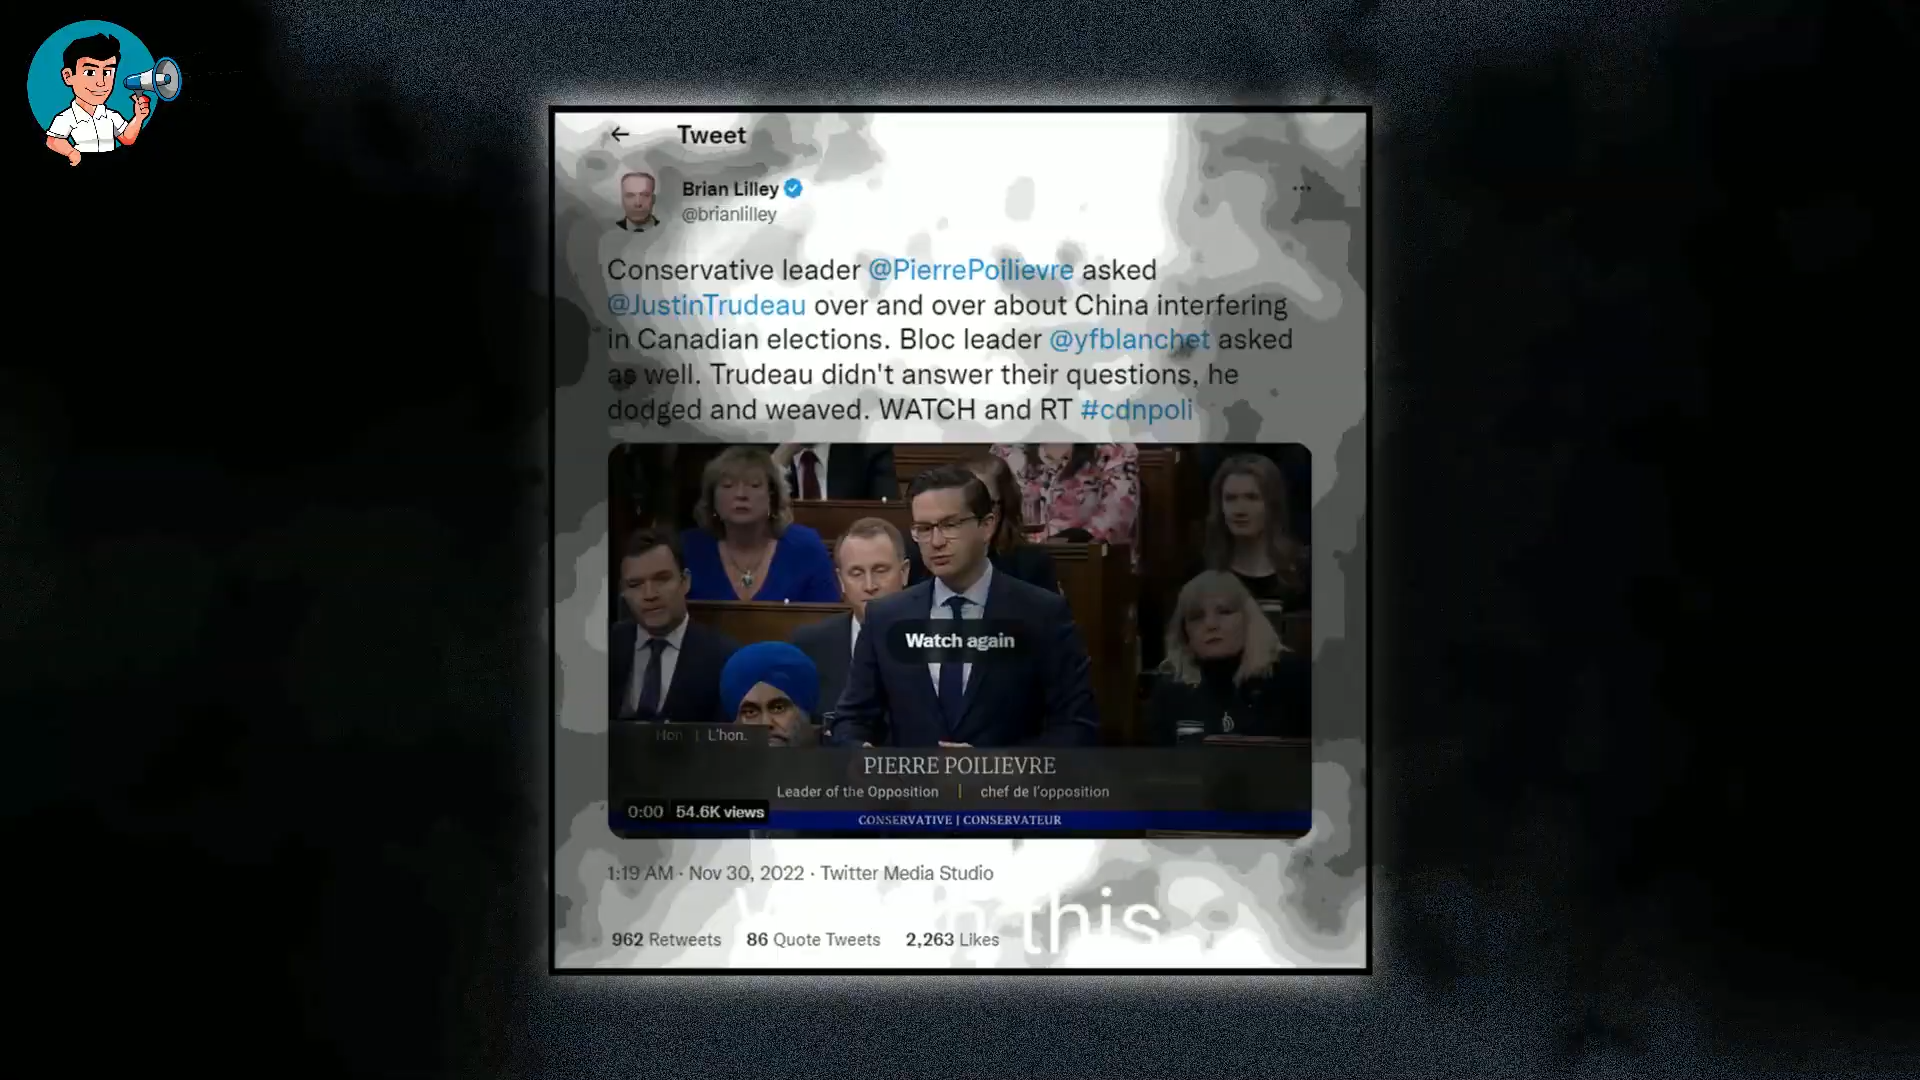 Tweet
Brian Lilley
@brianlilley
Conservative leader @PierrePoilievre asked
@JustinTrudeau over and over about China interfering
in Canadian elections. Bloc leader @yfblanchet asked
as well. Trudeau didn't answer their questions, he
dodged and weaved. WATCH and RT #cdnpoli
Watch again
Hon | L'hon.
PIERRE POILIEVRE
Leader of the Opposition | chef de l'opposition
0:00 54.6K views
CONSERVATIVE | CONSERVATEUR
1:19 AM · Nov 30, 2022 · Twitter Media Studio
this
962 Retweets 86 Quote Tweets 2,263 Likes